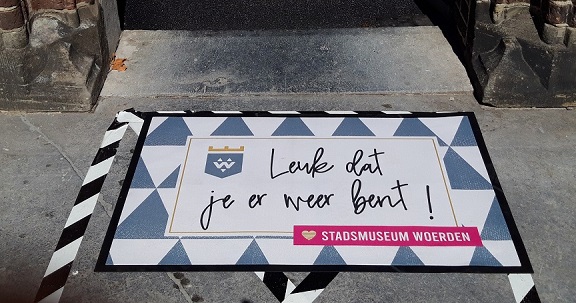 W
Leuk dat
je er weer bent!
STADSMUSEUM WOERDEN